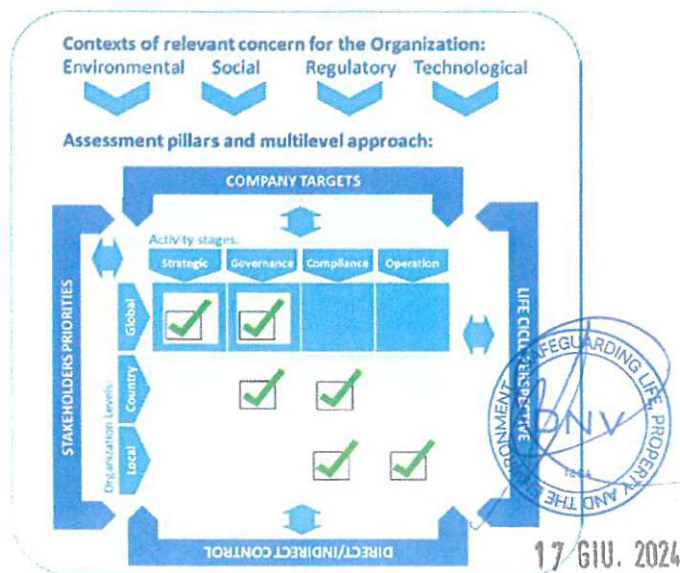 Contexts of relevant concern for the Organization:
Environmental Social Regulatory Technological
Assessment pillars and multilevel approach:
COMPANY TARGETS
STAKEHOLDERS PRIORITIES
Activity stages:
Strategic Governance Compliance Operation
Organization Levels:
Global
Country
Local
LIFE CICLE PERSPECTIVE
DIRECT/INDIRECT CONTROL
SAFEGUARDING LIFE, PROPERTY AND THE ENVIRONMENT
DNV
1864
17 GIU. 2024